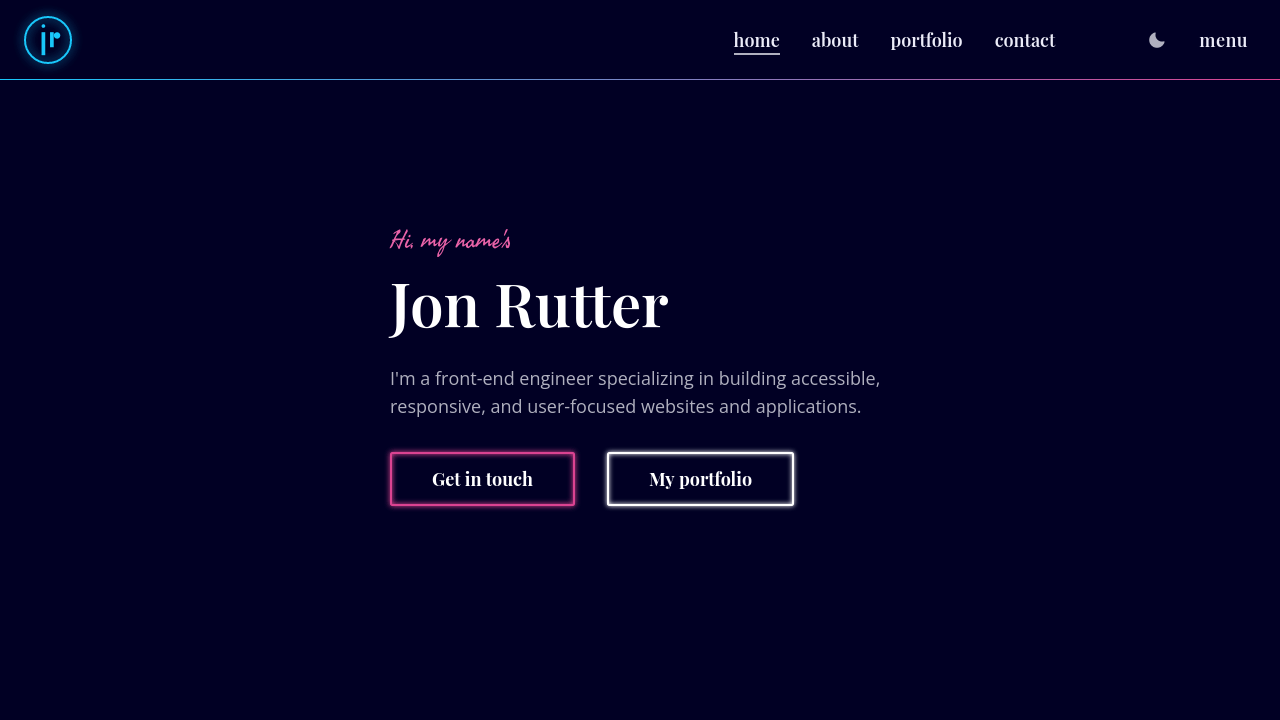 jr
home about portfolio contact menu
Hi, my name's
Jon Rutter
I'm a front-end engineer specializing in building accessible,
responsive, and user-focused websites and applications.
Get in touch My portfolio